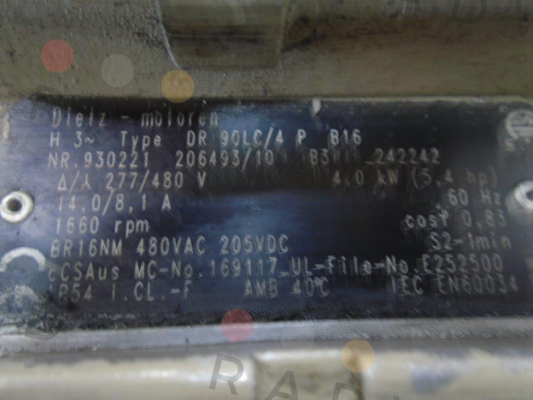 Dietz - motoren
H 3~ Type DR 90LC/4 P B16
NR.930221 206493/10 B3 242242
Δ/⅄ 277/480 V 4.0 kW (5,4 hp)
14.0/8,1 A 60 Hz
1660 rpm cosf 0.83
BR16NM 480VAC 205VDC S2-1min
cCSAus MC-No.169117 UL-File-No.E252500
IP54 I.CL.-F AMB 40°C IEC EN60034
R A D